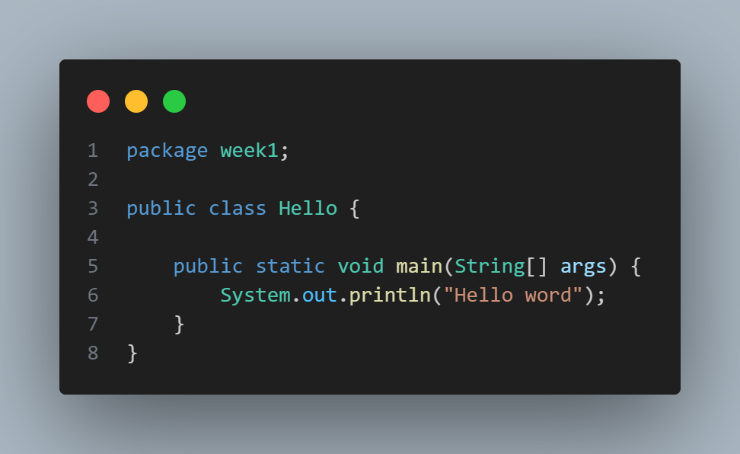 1 package week1;
2
3 public class Hello {
4
5     public static void main(String[] args) {
6         System.out.println("Hello word");
7     }
8 }